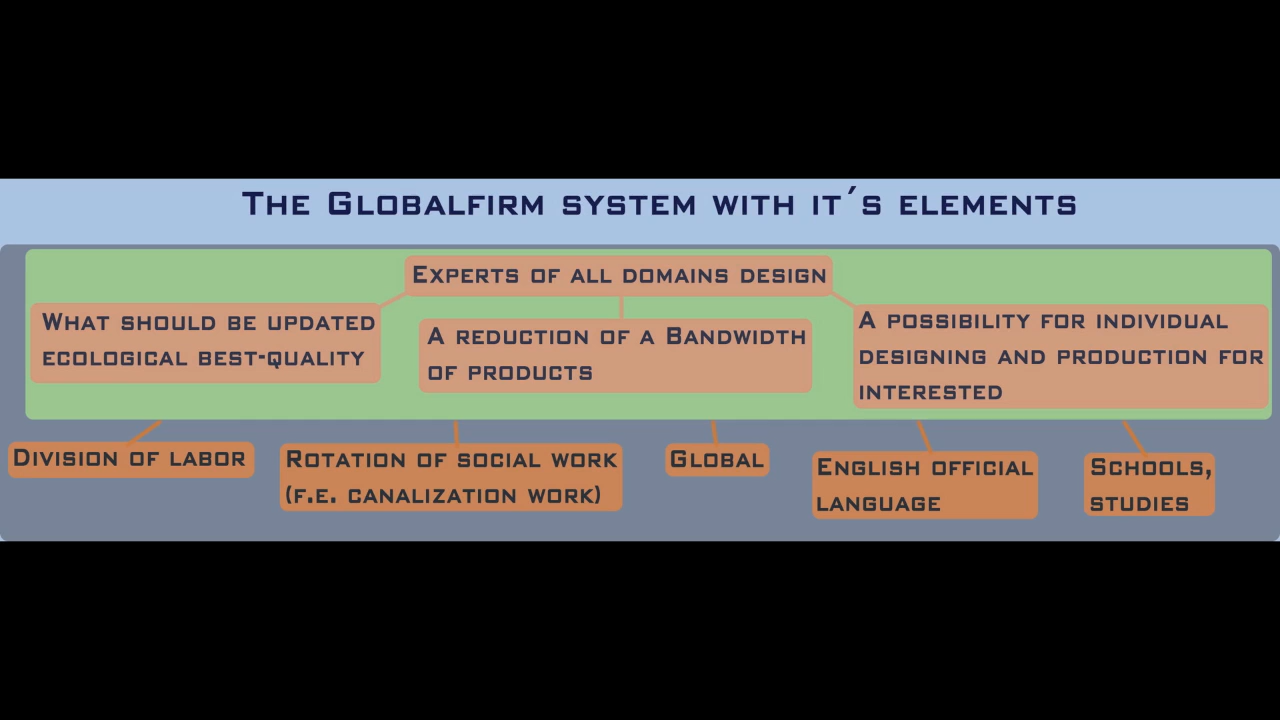 The Globalfirm system with it´s elements
Experts of all domains design
What should be updated
ecological best-quality
A reduction of a Bandwidth
of products
A possibility for individual
designing and production for
interested
Division of labor
Rotation of social work
(f.e. canalization work)
Global
English official
language
Schools,
studies